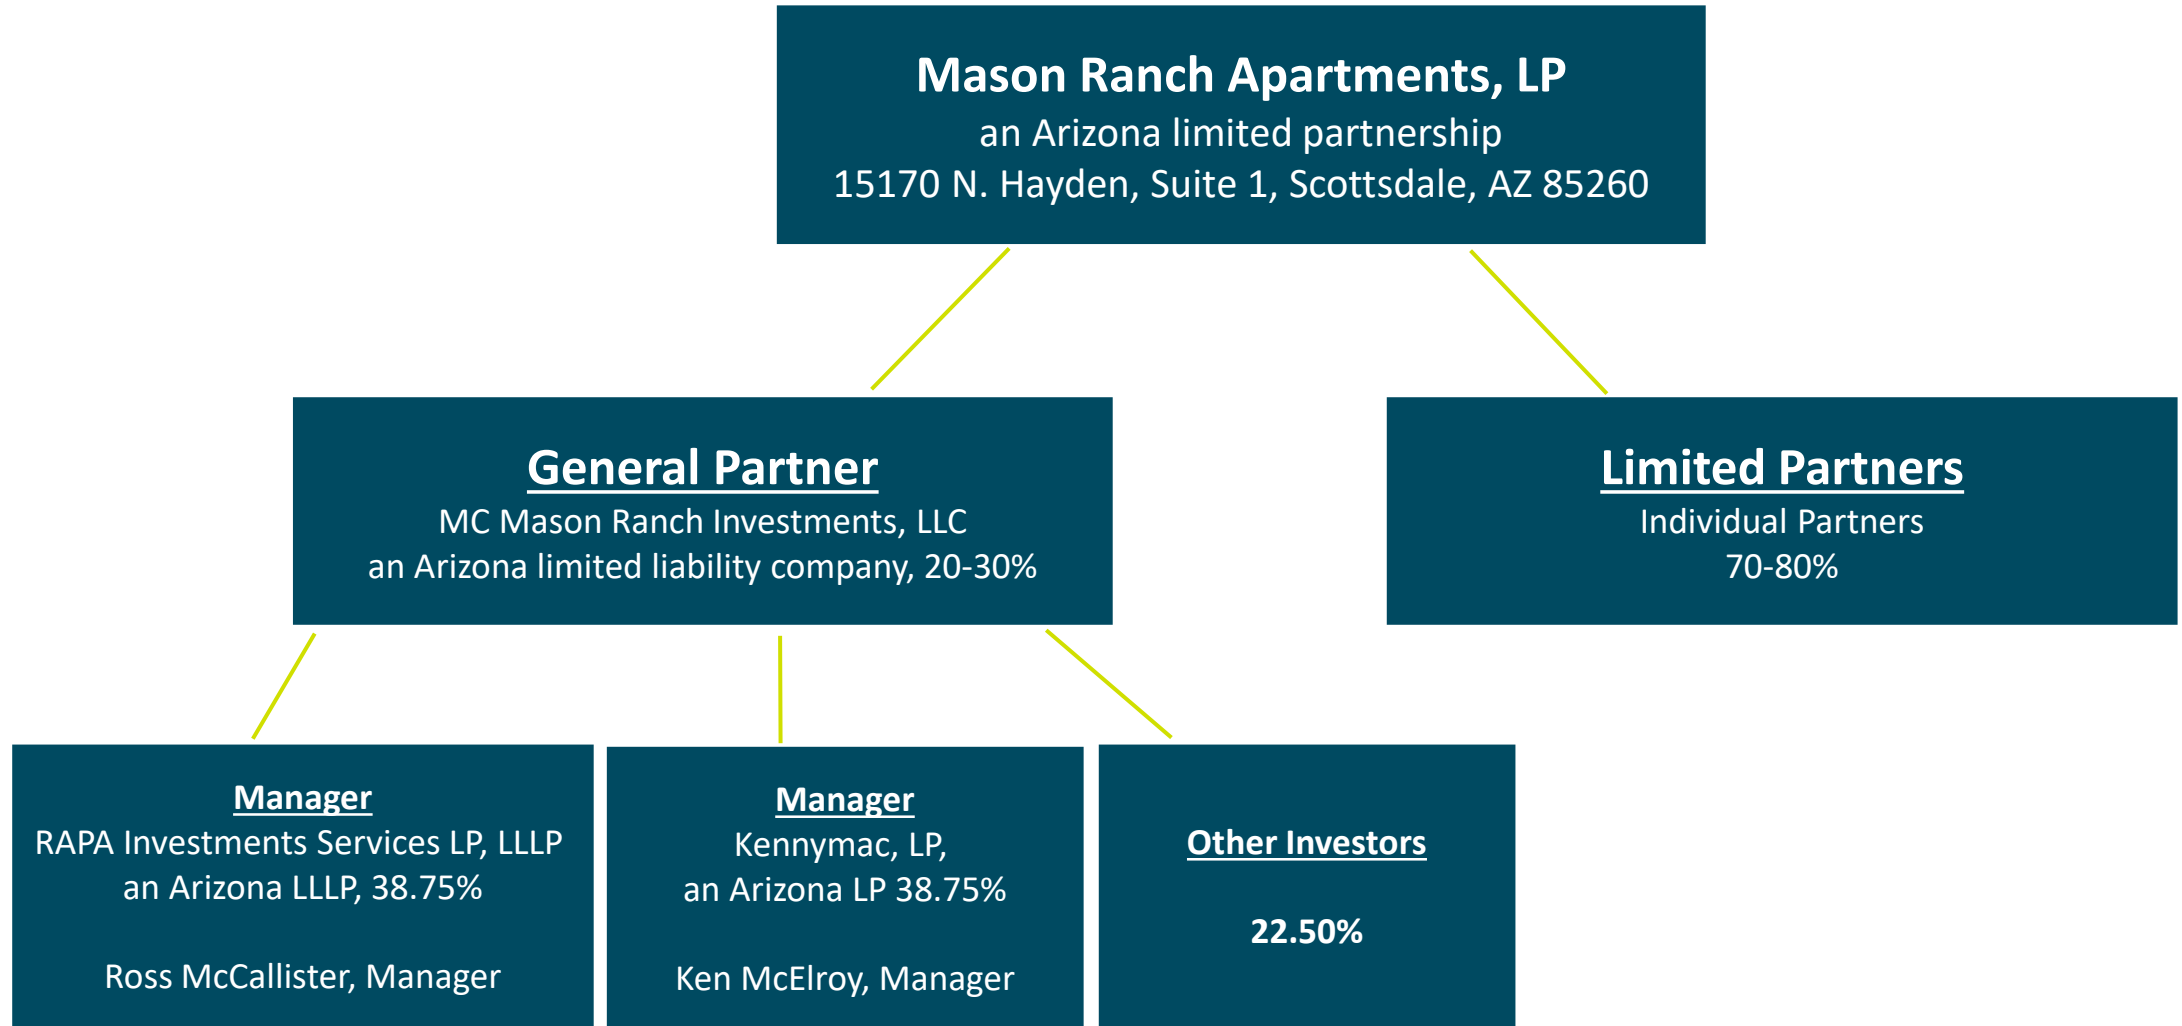 Mason Ranch Apartments, LP
an Arizona limited partnership
15170 N. Hayden, Suite 1, Scottsdale, AZ 85260
General Partner
MC Mason Ranch Investments, LLC
an Arizona limited liability company, 20-30%
Limited Partners
Individual Partners
70-80%
Manager
RAPA Investments Services LP, LLLP
an Arizona LLLP, 38.75%
Ross McCallister, Manager
Manager
Kennymac, LP,
an Arizona LP 38.75%
Ken McElroy, Manager
Other Investors
22.50%